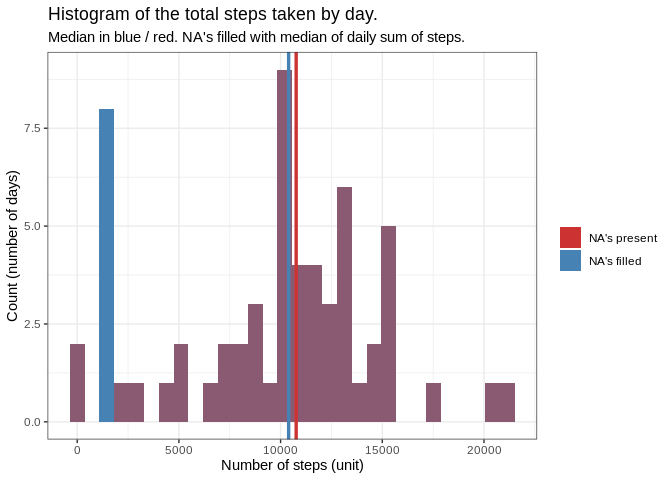 Histogram of the total steps taken by day.
Median in blue / red. NA's filled with median of daily sum of steps.
Count (number of days)
7.5
5.0
2.5
0.0
0 5000 10000 15000 20000
Number of steps (unit)
NA's present
NA's filled